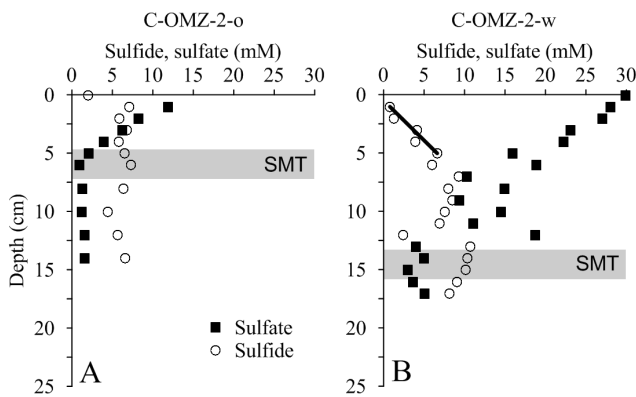 C-OMZ-2-o
Sulfide, sulfate (mM)
0 5 10 15 20 25 30
0
5
10
15
20
25
Depth (cm)
SMT
Sulfate
Sulfide
A
C-OMZ-2-w
Sulfide, sulfate (mM)
0 5 10 15 20 25 30
0
5
10
15
20
25
SMT
B